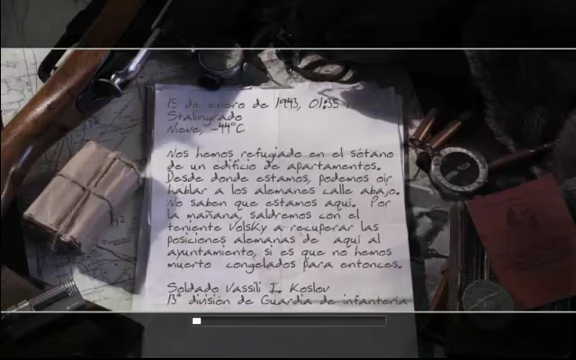 15 de enero de 1943, 01:35
Stalingrado
Nieve, -44ºC
Nos hemos refugiado en el sótano
de un edificio de apartamentos.
Desde donde estamos, podemos oír
hablar a los alemanes calle abajo.
No saben que estamos aquí. Por
la mañana, saldremos con el
teniente Volsky a recuperar las
posiciones alemanas de aquí al
ayuntamiento, si es que no hemos
muerto congelados para entonces.
Soldado Vassili I. Koslov
13ª división de Guardia de infantería